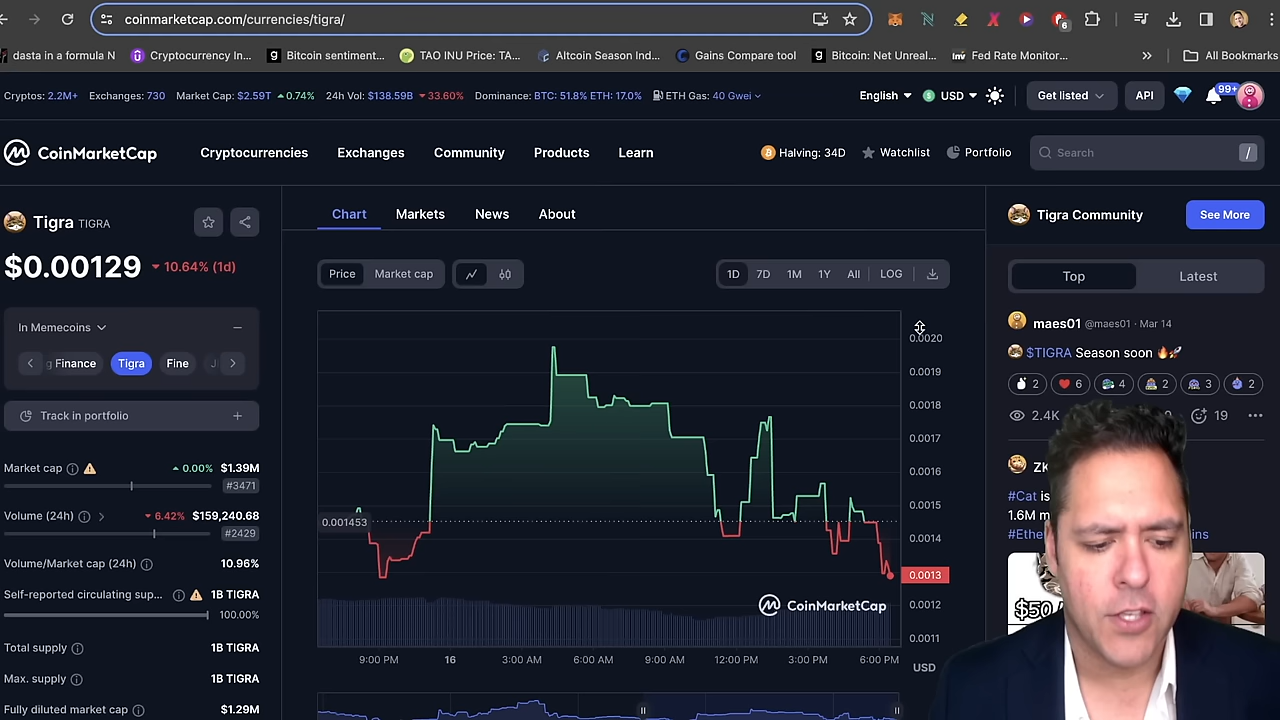 coinmarketcap.com/currencies/tigra/
6
dasta in a formula N
Cryptocurrency In...
Bitcoin sentiment...
TAO INU Price: TA...
Altcoin Season Ind...
Gains Compare tool
Bitcoin: Net Unreal...
Fed Rate Monitor...
All Bookmarks
Cryptos: 2.2M+ Exchanges: 730 Market Cap: $2.59T 0.74% 24h Vol: $138.59B 33.60% Dominance: BTC: 51.8% ETH: 17.0% ETH Gas: 40 Gwei
English
USD
Get listed
API
99+
CoinMarketCap
Cryptocurrencies
Exchanges
Community
Products
Learn
Halving: 34D
Watchlist
Portfolio
Search
/
Tigra TIGRA
$0.00129 10.64% (1d)
In Memecoins
g Finance
Tigra
Fine
Track in portfolio
Market cap 0.00% $1.39M
#3471
Volume (24h) 6.42% $159,240.68
#2429
Volume/Market cap (24h) 10.96%
Self-reported circulating sup... 1B TIGRA
100.00%
Total supply 1B TIGRA
Max. supply 1B TIGRA
Fully diluted market cap $1.29M
Chart
Markets
News
About
Price
Market cap
1D
7D
1M
1Y
All
LOG
0.0020
0.0019
0.0018
0.0017
0.0016
0.0015
0.001453
0.0014
0.0013
0.0012
0.0011
CoinMarketCap
9:00 PM
16
3:00 AM
6:00 AM
9:00 AM
12:00 PM
3:00 PM
6:00 PM
USD
Tigra Community
See More
Top
Latest
maes01 @maes01 · Mar 14
$TIGRA Season soon
2
6
4
2
3
2
2.4K
19
#Cat is
1.6M m
#Ethe
ins
$50